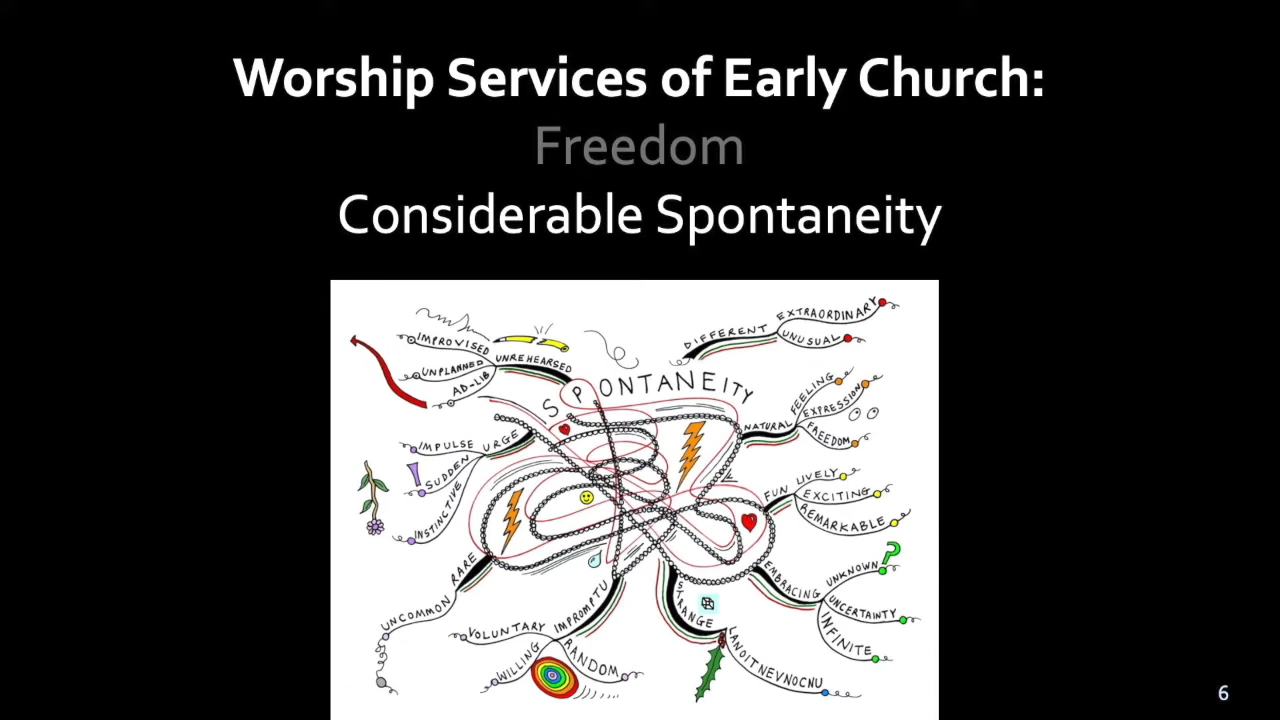 Worship Services of Early Church:
Freedom
Considerable Spontaneity
SPONTANEITY
DIFFERENT
EXTRAORDINARY
UNUSUAL
NATURAL
FEELING
EXPRESSION
FREEDOM
FUN
LIVELY
EXCITING
REMARKABLE
EMBRACING
UNKNOWN
?
UNCERTAINTY
INFINITE
STRANGE
LANOITNEVNOCNU
IMPROMPTU
VOLUNTARY
WILLING
RANDOM
RARE
UNCOMMON
URGE
IMPULSE
SUDDEN
!
INSTINCTIVE
UNREHEARSED
IMPROVISED
UNPLANNED
AD-LIB
6